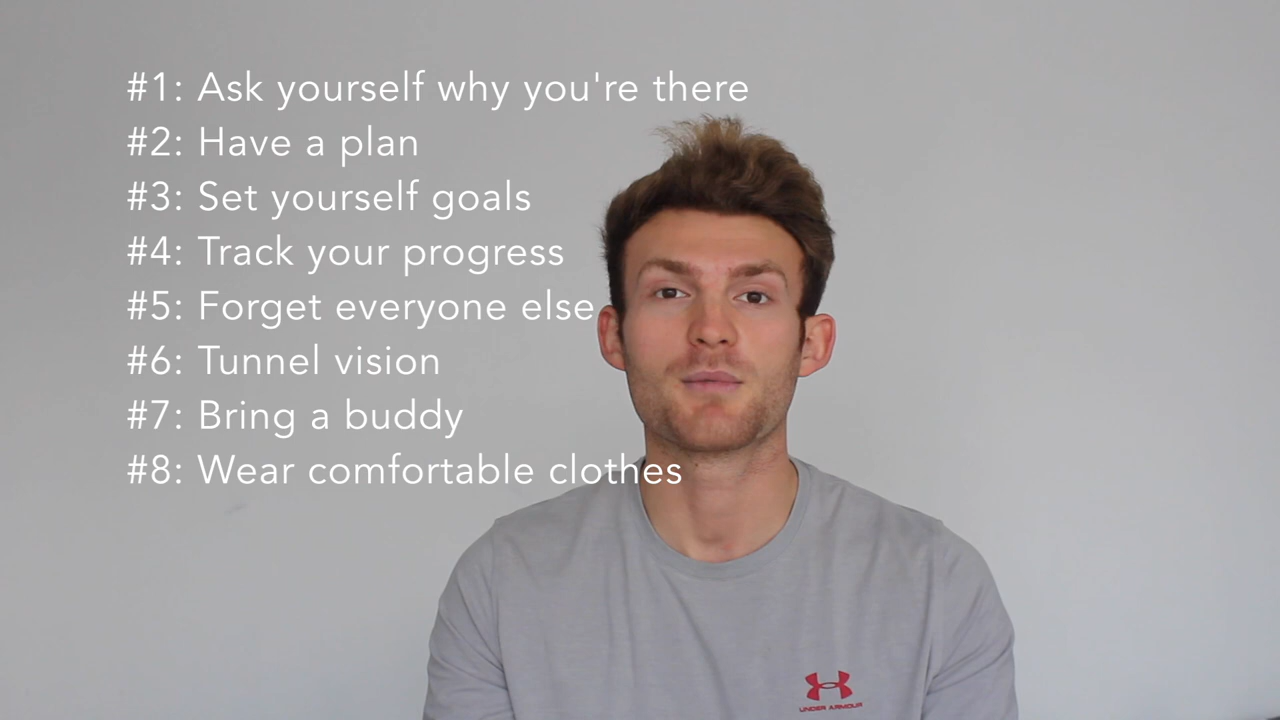 #1: Ask yourself why you're there
#2: Have a plan
#3: Set yourself goals
#4: Track your progress
#5: Forget everyone else
#6: Tunnel vision
#7: Bring a buddy
#8: Wear comfortable clothes
UNDER ARMOUR